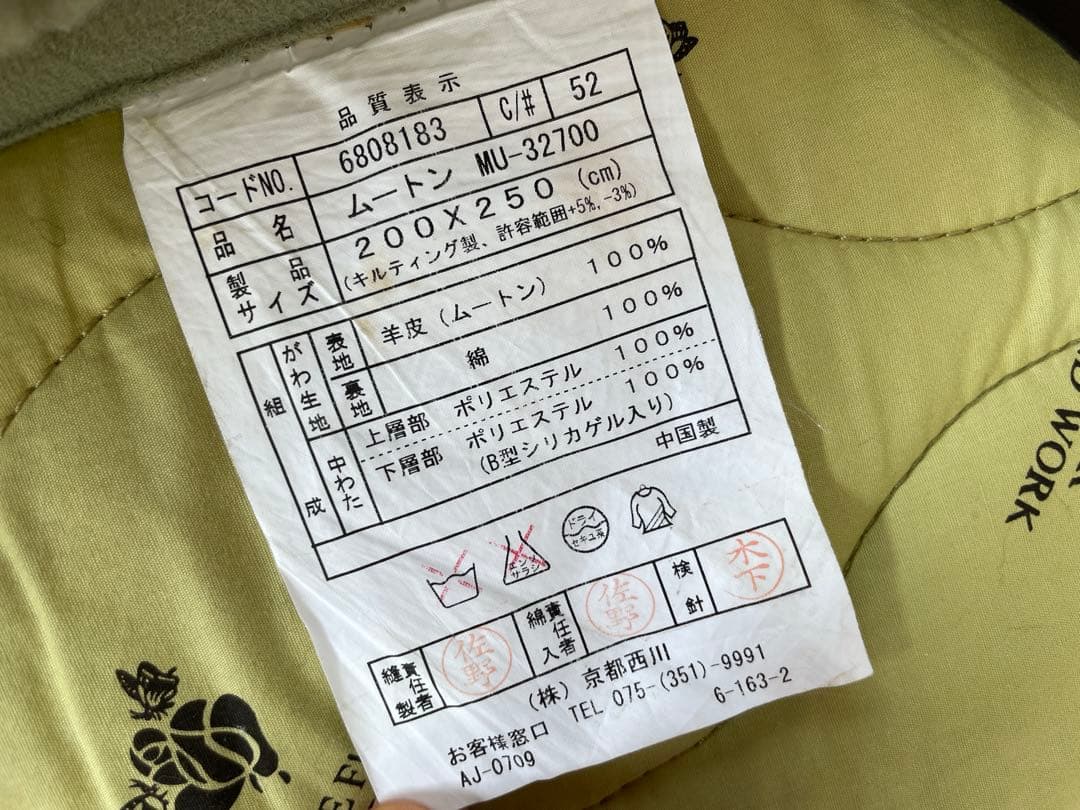 品質表示
コードNO. 6808183 C/# 52
品名 ムートン MU-32700
製品サイズ 200X250 (cm)
(キルティング製、許容範囲+5%,-3%)
組成 がわ生地 表地 羊皮(ムートン) 100%
裏地 綿 100%
中わた 上層部 ポリエステル 100%
下層部 ポリエステル 100%
(B型シリカゲル入り)
中国製
エンソサラシ
ドライ
セキユ系
縫製責任者 佐野 綿入責任者 佐野 検針 木下
(株) 京都西川
お客様窓口 TEL 075-(351)-9991
AJ-0709 6-163-2
WORK